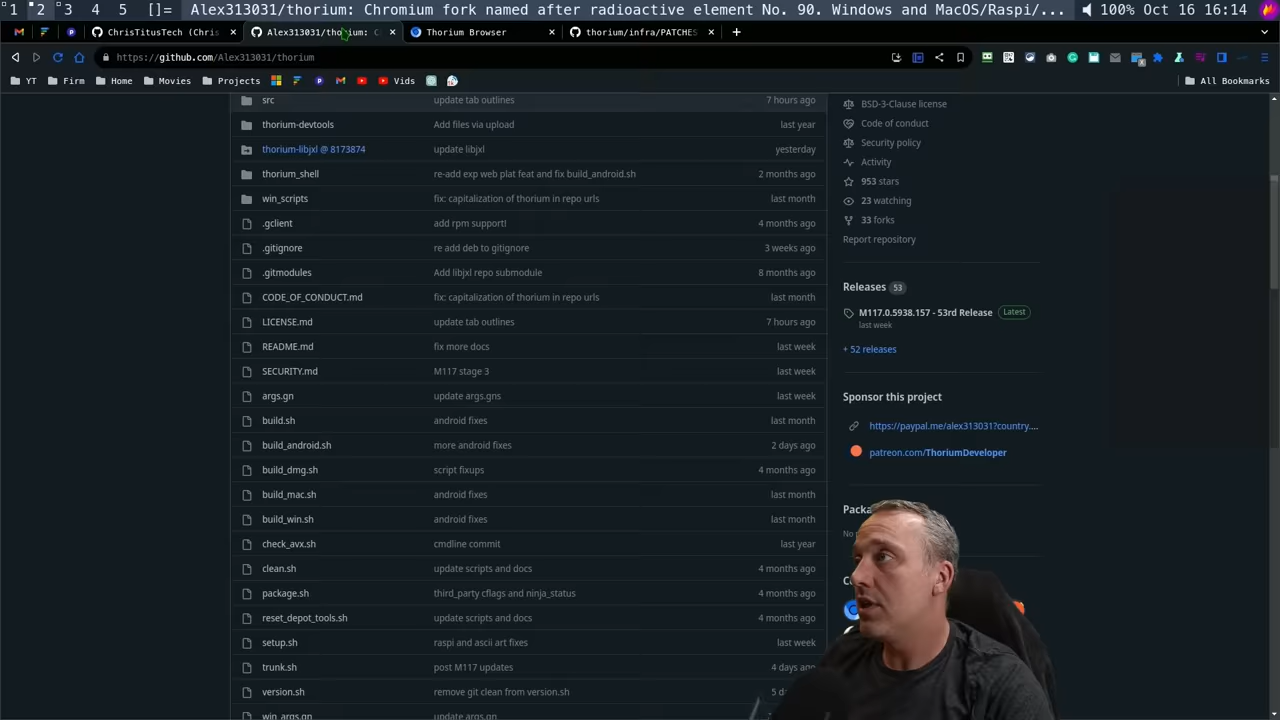 1 2 3 4 5 []= Alex313031/thorium: Chromium fork named after radioactive element No. 90. Windows and MacOS/Raspi/... 100% Oct 16 16:14
ChrisTitusTech (Chris Alex313031/thorium: C Thorium Browser thorium/infra/PATCHES
https://github.com/Alex313031/thorium
YT Firm Home Movies Projects Vids All Bookmarks
src update tab outlines 7 hours ago
thorium-devtools Add files via upload last year
thorium-libjxl @ 8173874 update libjxl yesterday
thorium_shell re-add exp web plat feat and fix build_android.sh 2 months ago
win_scripts fix: capitalization of thorium in repo urls last month
.gclient add rpm support! 4 months ago
.gitignore re add deb to gitignore 3 weeks ago
.gitmodules Add libjxl repo submodule 8 months ago
CODE_OF_CONDUCT.md fix: capitalization of thorium in repo urls last month
LICENSE.md update tab outlines 7 hours ago
README.md fix more docs last week
SECURITY.md M117 stage 3 last week
args.gn update args.gns last week
build.sh android fixes last month
build_android.sh more android fixes 2 days ago
build_dmg.sh script fixups 4 months ago
build_mac.sh android fixes last month
build_win.sh android fixes last month
check_avx.sh cmdline commit last year
clean.sh update scripts and docs 4 months ago
package.sh third_party cflags and ninja_status 4 months ago
reset_depot_tools.sh update scripts and docs 4 months ago
setup.sh raspi and ascii art fixes last week
trunk.sh post M117 updates 4 days ago
version.sh remove git clean from version.sh 5
win_args.gn update args.gn
BSD-3-Clause license
Code of conduct
Security policy
Activity
953 stars
23 watching
33 forks
Report repository
Releases 53
M117.0.5938.157 - 53rd Release Latest
last week
+ 52 releases
Sponsor this project
https://paypal.me/alex313031?country....
patreon.com/ThoriumDeveloper